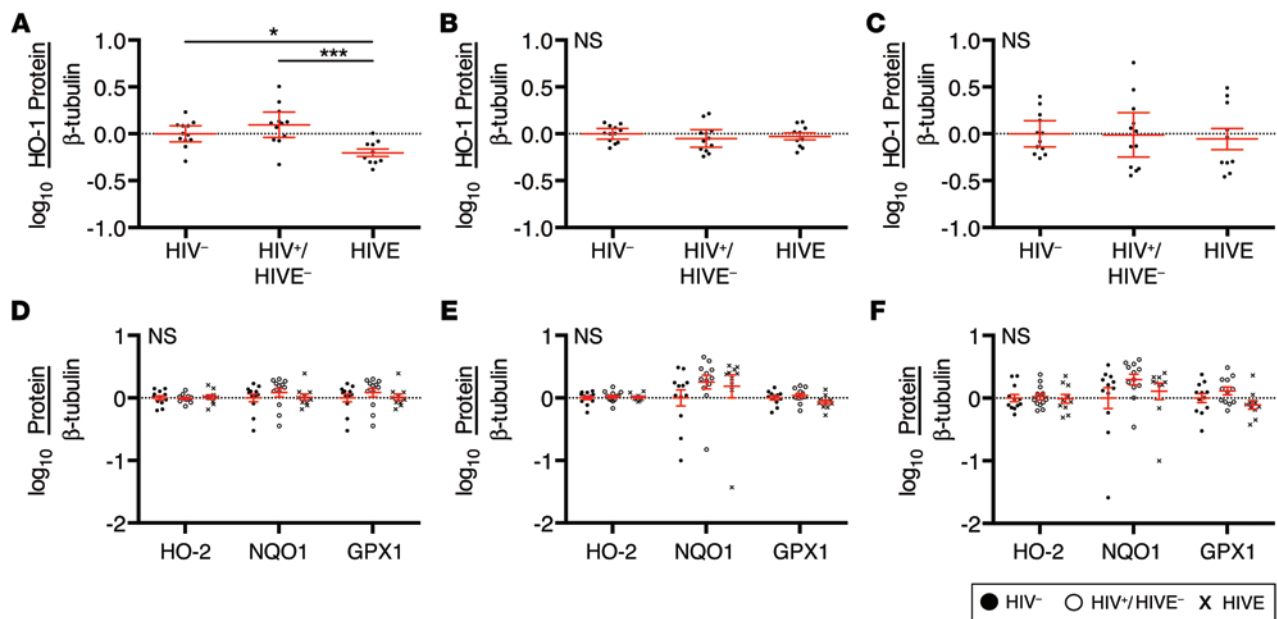 A
log₁₀ HO-1 Protein
β-tubulin
1.0
0.5
0.0
-0.5
-1.0
*
***
HIV⁻
HIV⁺/
HIVE⁻
HIVE
B
log₁₀ HO-1 Protein
β-tubulin
1.0
0.5
0.0
-0.5
-1.0
NS
HIV⁻
HIV⁺/
HIVE⁻
HIVE
C
log₁₀ HO-1 Protein
β-tubulin
1.0
0.5
0.0
-0.5
-1.0
NS
HIV⁻
HIV⁺/
HIVE⁻
HIVE
D
log₁₀ Protein
β-tubulin
1
0
-1
-2
NS
HO-2 NQO1 GPX1
E
log₁₀ Protein
β-tubulin
1
0
-1
-2
NS
HO-2 NQO1 GPX1
F
log₁₀ Protein
β-tubulin
1
0
-1
-2
NS
HO-2 NQO1 GPX1
HIV⁻ HIV⁺/HIVE⁻ HIVE